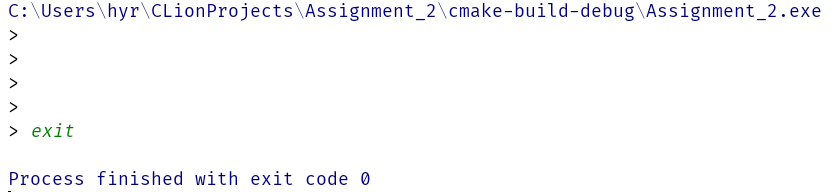 C:\Users\hyr\CLionProjects\Assignment_2\cmake-build-debug\Assignment_2.exe
>
>
>
>
> exit
Process finished with exit code 0